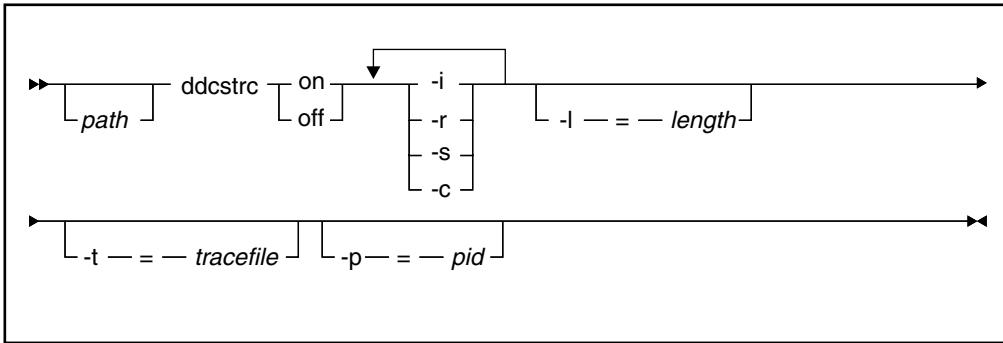 path ddcstrc on -i -l = length
off -r
-s
-c
-t = tracefile -p = pid